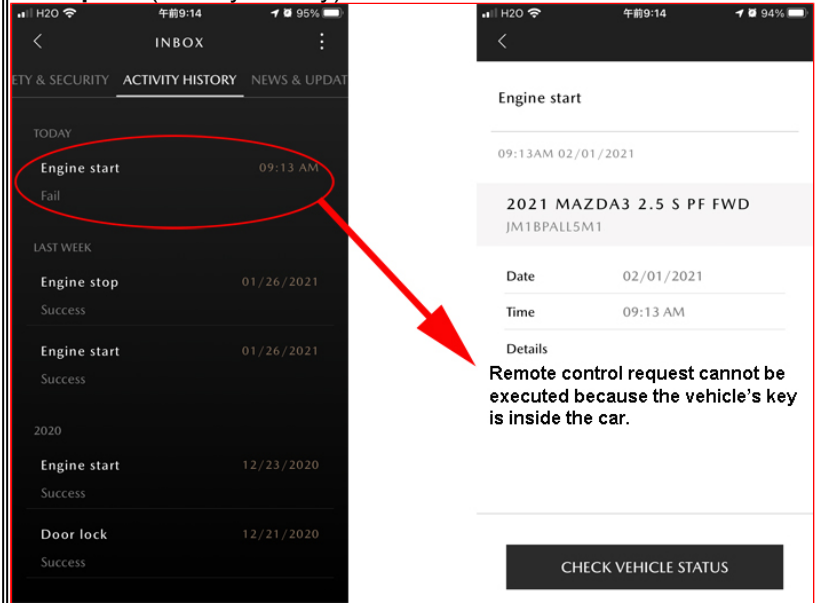 H2O 午前9:14 95%
INBOX
ETY & SECURITY ACTIVITY HISTORY NEWS & UPDAT
TODAY
Engine start 09:13 AM
Fail
LAST WEEK
Engine stop 01/26/2021
Success
Engine start 01/26/2021
Success
2020
Engine start 12/23/2020
Success
Door lock 12/21/2020
Success
H2O 午前9:14 94%
Engine start
09:13AM 02/01/2021
2021 MAZDA3 2.5 S PF FWD
JM1BPALL5M1
Date 02/01/2021
Time 09:13 AM
Details
Remote control request cannot be
executed because the vehicle's key
is inside the car.
CHECK VEHICLE STATUS